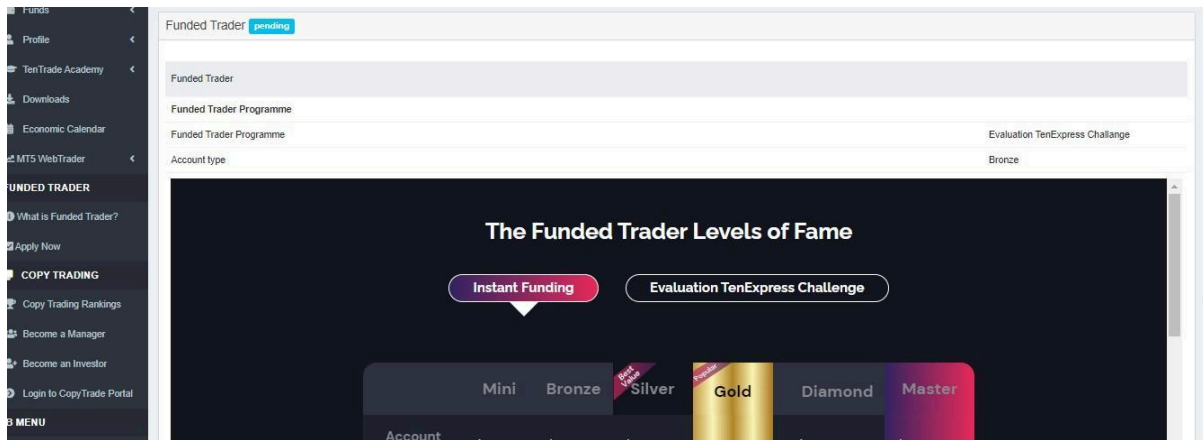 Funds
Profile
TenTrade Academy
Downloads
Economic Calendar
MT5 WebTrader
FUNDED TRADER
What is Funded Trader?
Apply Now
COPY TRADING
Copy Trading Rankings
Become a Manager
Become an Investor
Login to CopyTrade Portal
MENU
Funded Trader pending
Funded Trader
Funded Trader Programme
Funded Trader Programme Evaluation TenExpress Challange
Account type Bronze
The Funded Trader Levels of Fame
Instant Funding Evaluation TenExpress Challenge
Best Value Popular
Mini Bronze Silver Gold Diamond Master
Account